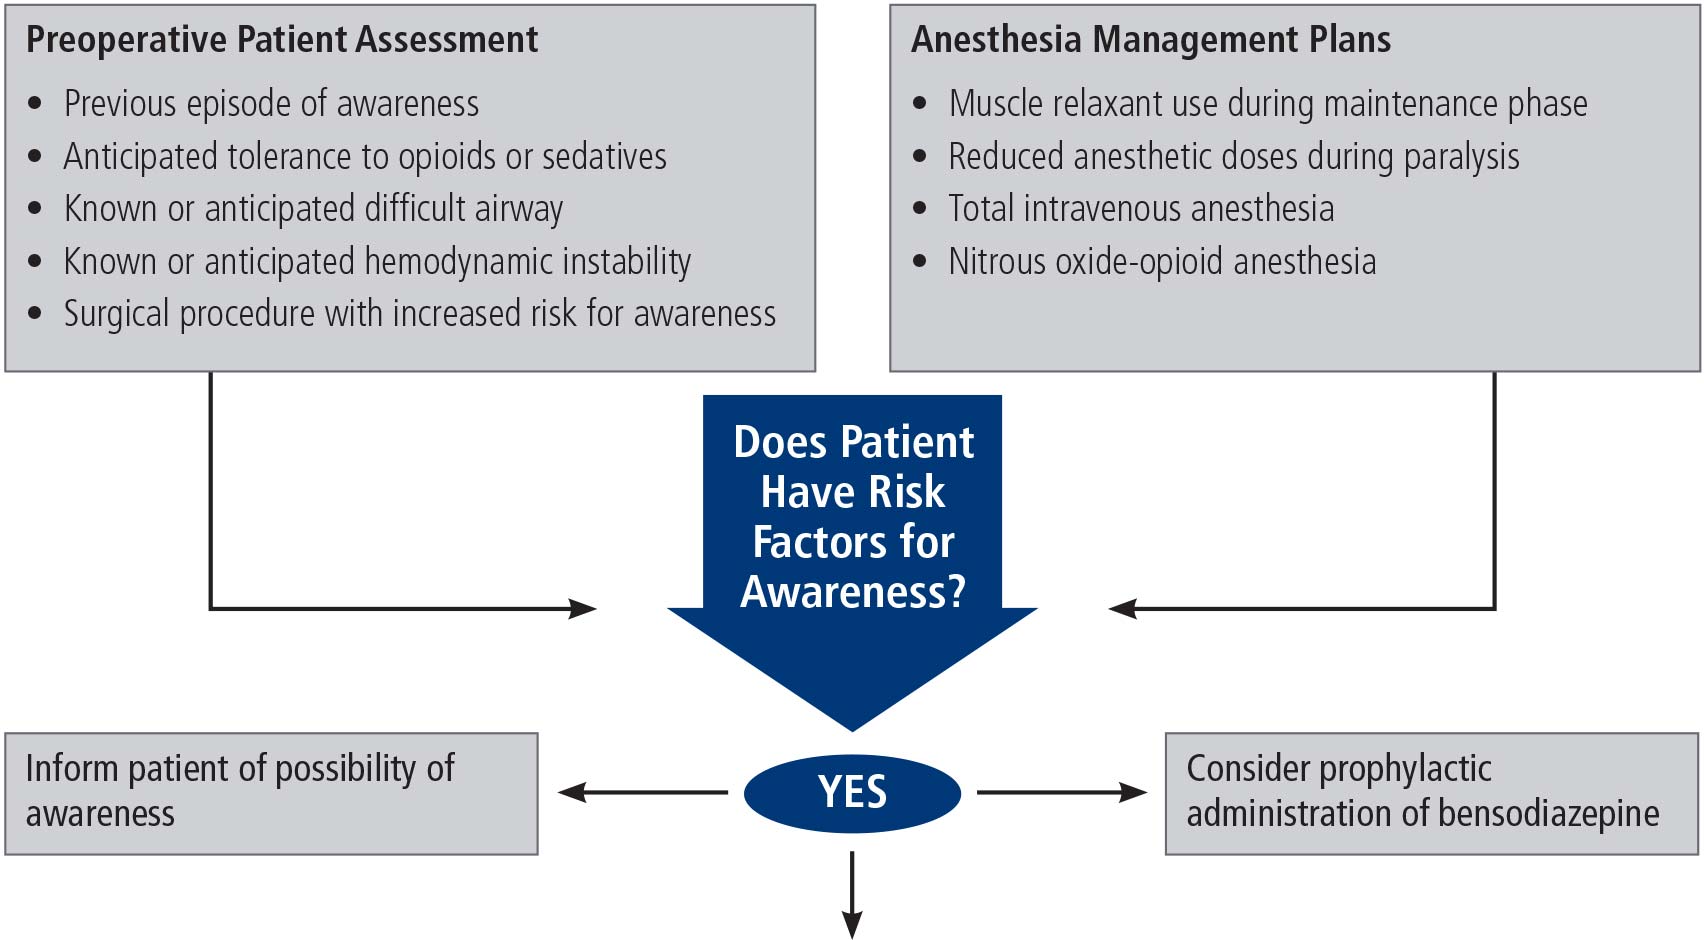 Preoperative Patient Assessment
• Previous episode of awareness
• Anticipated tolerance to opioids or sedatives
• Known or anticipated difficult airway
• Known or anticipated hemodynamic instability
• Surgical procedure with increased risk for awareness
Anesthesia Management Plans
• Muscle relaxant use during maintenance phase
• Reduced anesthetic doses during paralysis
• Total intravenous anesthesia
• Nitrous oxide-opioid anesthesia
Does Patient
Have Risk
Factors for
Awareness?
Inform patient of possibility of
awareness
YES
Consider prophylactic
administration of bensodiazepine